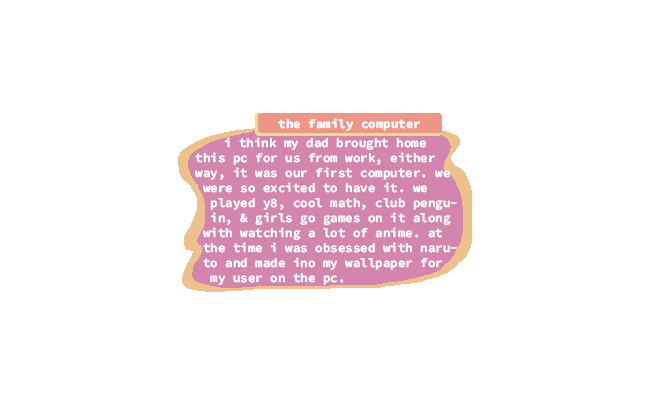 the family computer
i think my dad brought home
this pc for us from work, either
way, it was our first computer. we
were so excited to have it. we
played y8, cool math, club pengu-
in, & girls go games on it along
with watching a lot of anime. at
the time i was obsessed with naru-
to and made ino my wallpaper for
my user on the pc.